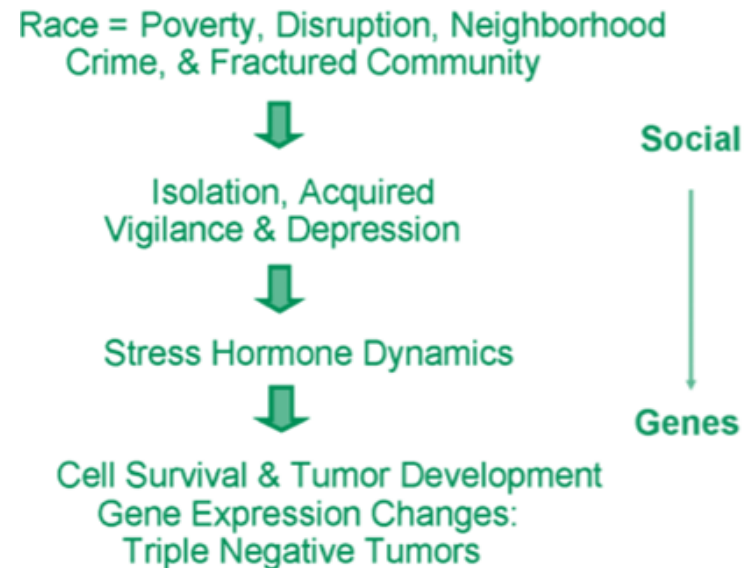 Race = Poverty, Disruption, Neighborhood
Crime, & Fractured Community
Social
Isolation, Acquired
Vigilance & Depression
Stress Hormone Dynamics
Genes
Cell Survival & Tumor Development
Gene Expression Changes:
Triple Negative Tumors